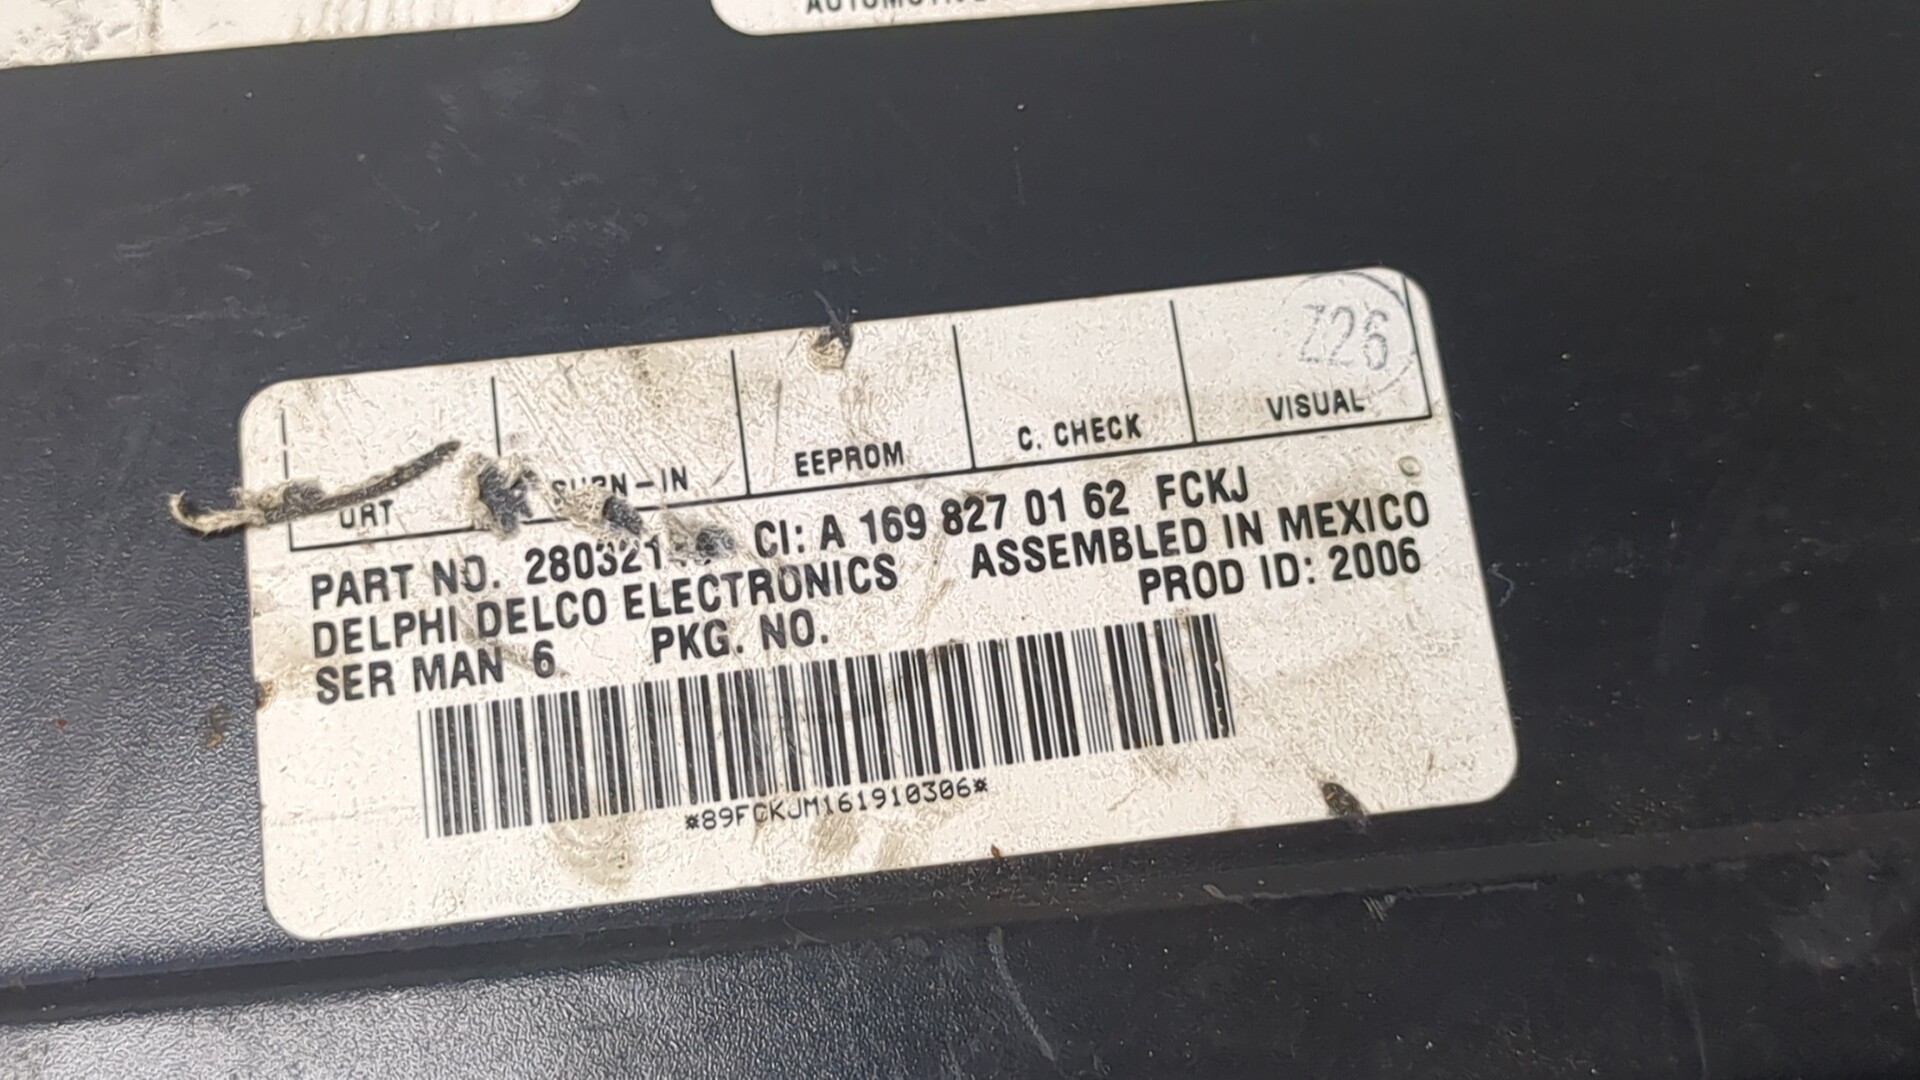 Z26
URT EEPROM C. CHECK VISUAL
PART NO. CI: A 169 827 01 62 FCKJ
DELPHI DELCO ELECTRONICS ASSEMBLED IN MEXICO
SER MAN 6 PKG. NO. PROD ID: 2006
*89FCKJM161910306*